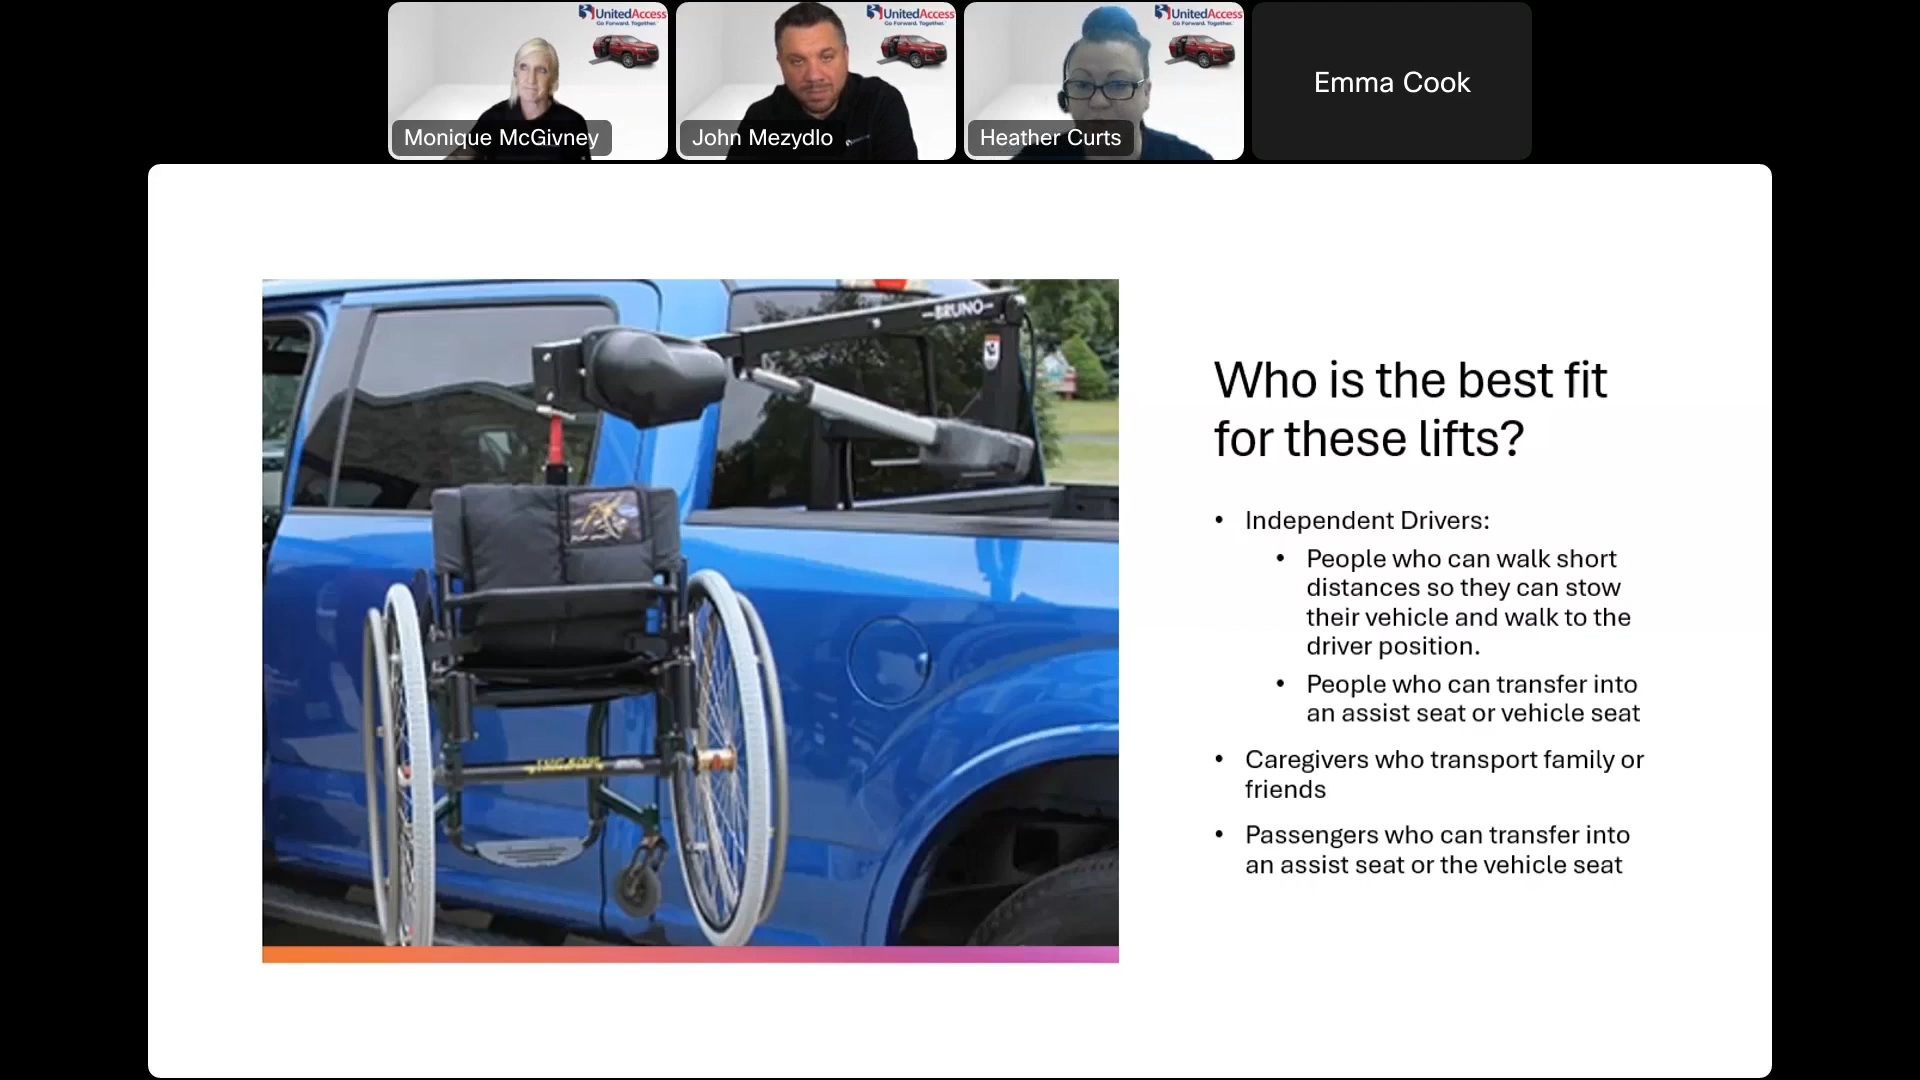 UnitedAccess
Go Forward. Together.
UnitedAccess
Go Forward. Together.
UnitedAccess
Go Forward. Together.
Monique McGivney
John Mezydlo
Heather Curts
Emma Cook
BRUNO
Who is the best fit
for these lifts?
• Independent Drivers:
• People who can walk short
distances so they can stow
their vehicle and walk to the
driver position.
• People who can transfer into
an assist seat or vehicle seat
• Caregivers who transport family or
friends
• Passengers who can transfer into
an assist seat or the vehicle seat